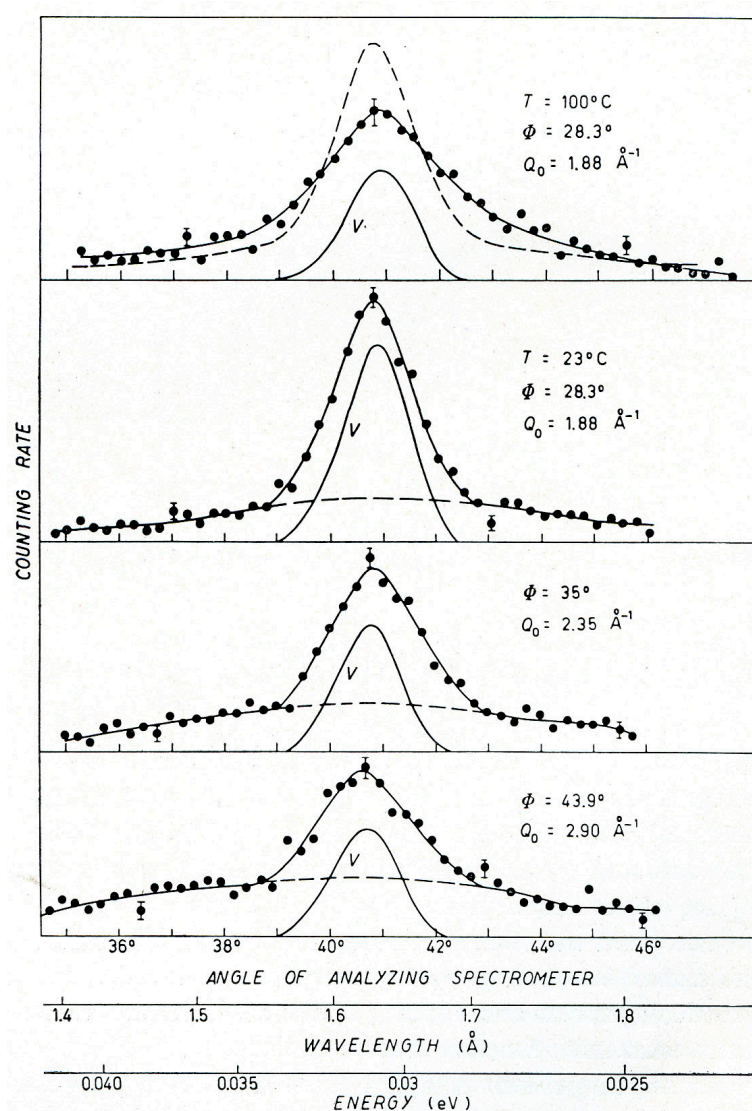 T = 100°C
Φ = 28.3°
Q₀ = 1.88 Å⁻¹
V
T = 23°C
Φ = 28.3°
Q₀ = 1.88 Å⁻¹
V
COUNTING RATE
Φ = 35°
Q₀ = 2.35 Å⁻¹
V
Φ = 43.9°
Q₀ = 2.90 Å⁻¹
V
36° 38° 40° 42° 44° 46°
ANGLE OF ANALYZING SPECTROMETER
1.4 1.5 1.6 1.7 1.8
WAVELENGTH (Å)
0.040 0.035 0.03 0.025
ENERGY (eV)